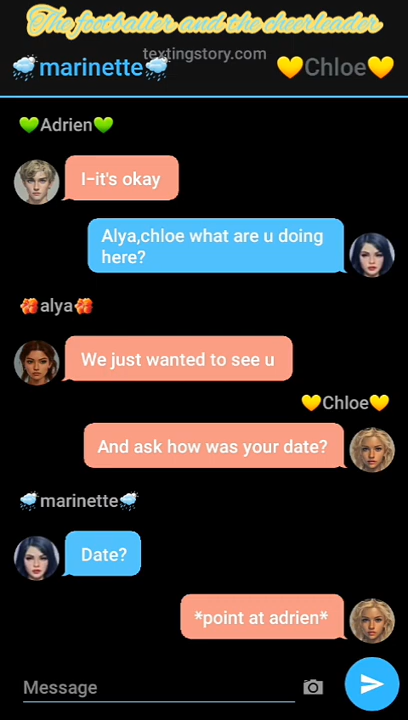 The footballer and the cheerleader
textingstory.com
🌧️marinette🌧️ 💛Chloe💛
💚Adrien💚
I-it's okay
Alya,chloe what are u doing
here?
🎁alya🎁
We just wanted to see u
💛Chloe💛
And ask how was your date?
🌧️marinette🌧️
Date?
*point at adrien*
Message